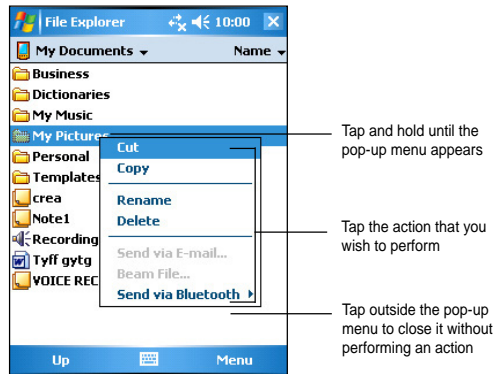 File Explorer 10:00
My Documents Name
Business
Dictionaries
My Music
My Pictures
Personal
Templates
crea
Note1
Recording
Tyff gytg
VOICE REC
Cut
Copy
Rename
Delete
Send via E-mail...
Beam File...
Send via Bluetooth
Up Menu
Tap and hold until the
pop-up menu appears
Tap the action that you
wish to perform
Tap outside the pop-up
menu to close it without
performing an action